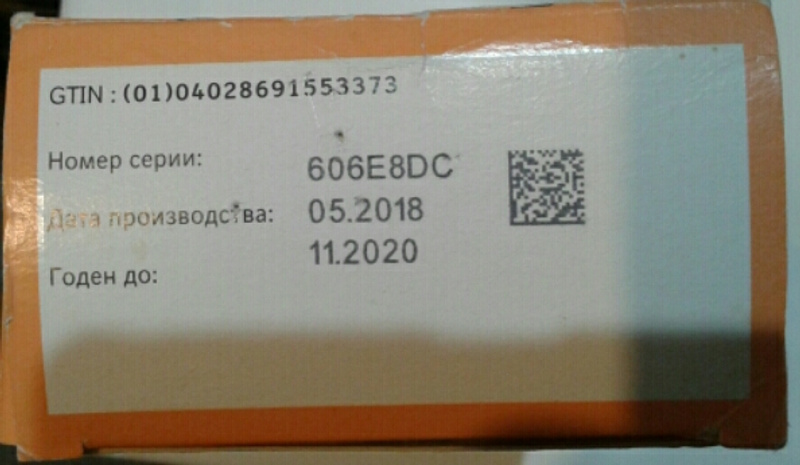 GTIN : (01)04028691553373
Номер серии: 606E8DC
Дата производства: 05.2018
Годен до: 11.2020